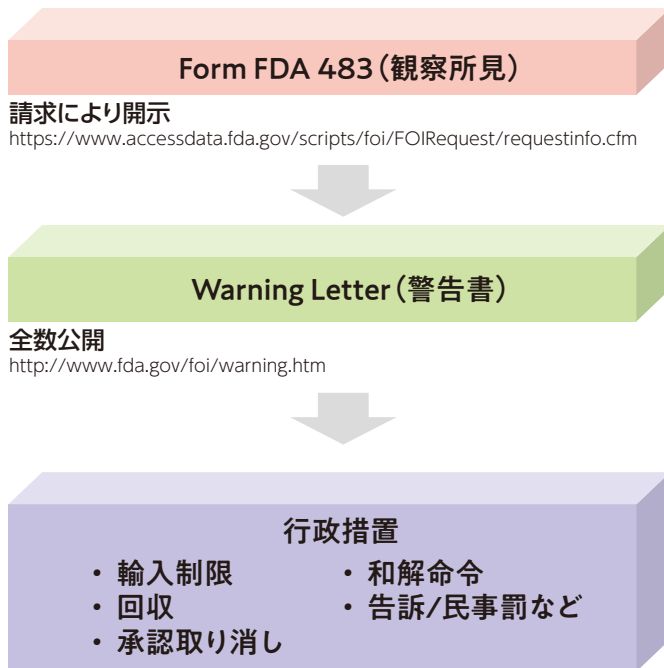 Form FDA 483（観察所見）
請求により開示
https://www.accessdata.fda.gov/scripts/foi/FOIRequest/requestinfo.cfm
Warning Letter（警告書）
全数公開
http://www.fda.gov/foi/warning.htm
行政措置
・ 輸入制限
・ 回収
・ 承認取り消し
・ 和解命令
・ 告訴/民事罰など